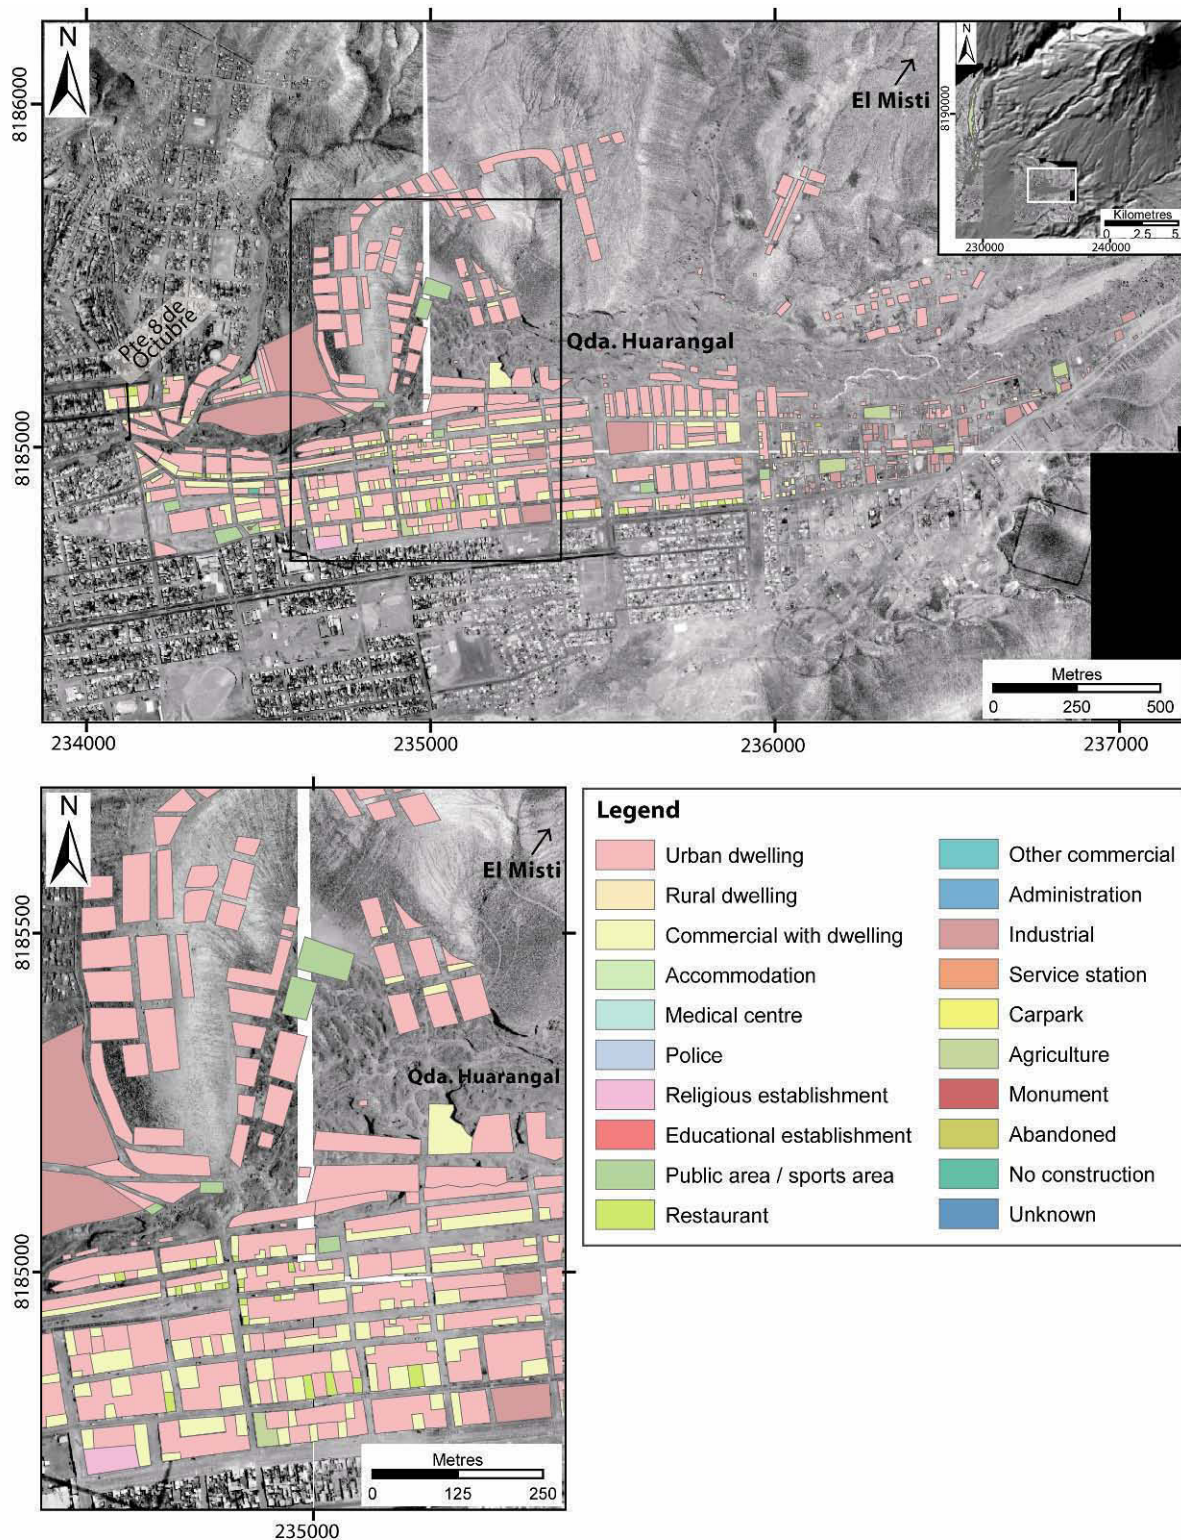 N
8186000
8185000
El Misti
N
8190000
Kilometres
0 2.5 5
230000 240000
Pte. 8 de
Octubre
Qda. Huarangal
Metres
0 250 500
234000 235000 236000 237000
N
El Misti
8185500
Qda. Huarangal
8185000
Metres
0 125 250
235000
Legend
Urban dwelling
Rural dwelling
Commercial with dwelling
Accommodation
Medical centre
Police
Religious establishment
Educational establishment
Public area / sports area
Restaurant
Other commercial
Administration
Industrial
Service station
Carpark
Agriculture
Monument
Abandoned
No construction
Unknown